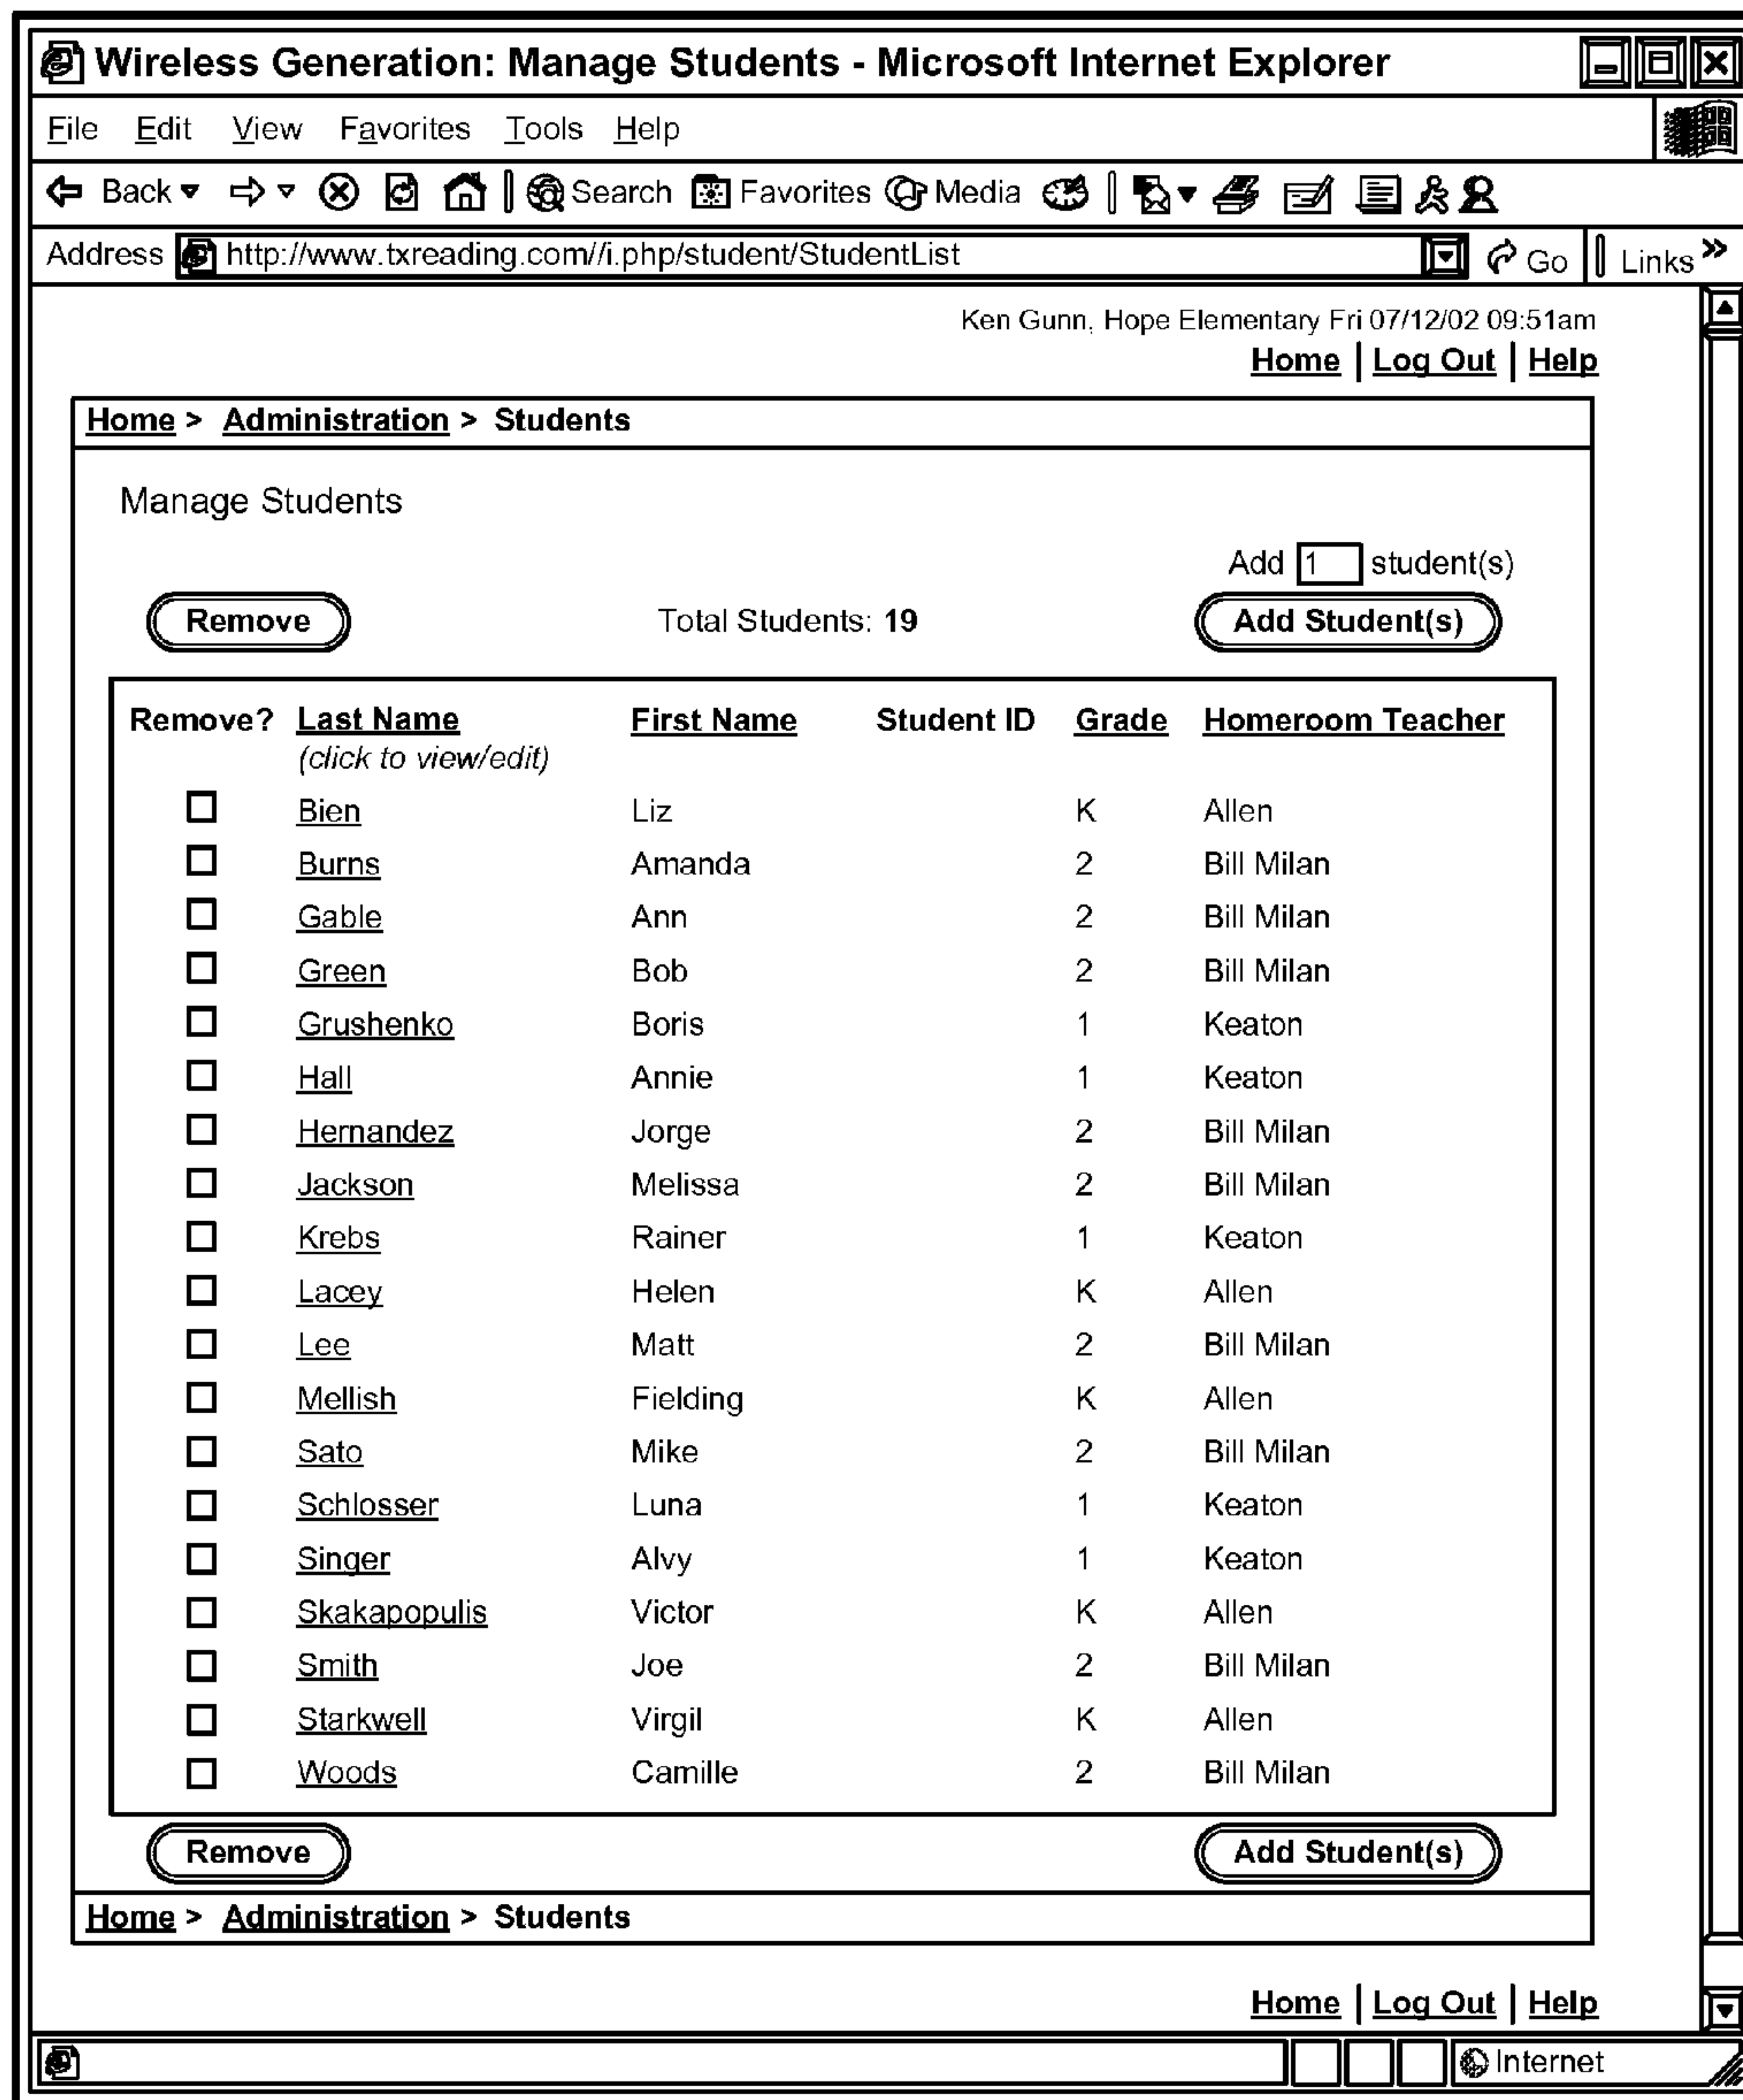 Wireless Generation: Manage Students - Microsoft Internet Explorer
File Edit View Favorites Tools Help
Back Search Favorites Media
Address http://www.txreading.com//i.php/student/StudentList Go Links »
Ken Gunn, Hope Elementary Fri 07/12/02 09:51am
Home | Log Out | Help
Home > Administration > Students
Manage Students
Add 1 student(s)
Remove Total Students: 19 Add Student(s)
Remove? Last Name First Name Student ID Grade Homeroom Teacher
(click to view/edit)
Bien Liz K Allen
Burns Amanda 2 Bill Milan
Gable Ann 2 Bill Milan
Green Bob 2 Bill Milan
Grushenko Boris 1 Keaton
Hall Annie 1 Keaton
Hernandez Jorge 2 Bill Milan
Jackson Melissa 2 Bill Milan
Krebs Rainer 1 Keaton
Lacey Helen K Allen
Lee Matt 2 Bill Milan
Mellish Fielding K Allen
Sato Mike 2 Bill Milan
Schlosser Luna 1 Keaton
Singer Alvy 1 Keaton
Skakapopulis Victor K Allen
Smith Joe 2 Bill Milan
Starkwell Virgil K Allen
Woods Camille 2 Bill Milan
Remove Add Student(s)
Home > Administration > Students
Home | Log Out | Help
Internet